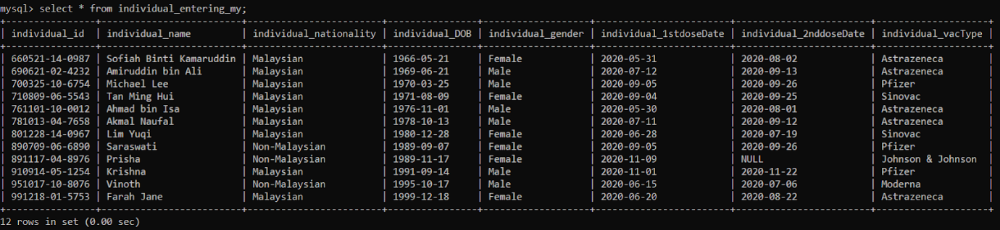 mysql> select * from individual_entering_my;
+----------------+---------------------------+------------------------+----------------+-------------------+-------------------------+-------------------------+--------------------+
| individual_id | individual_name | individual_nationality | individual_DOB | individual_gender | individual_1stdoseDate | individual_2nddoseDate | individual_vacType |
+----------------+---------------------------+------------------------+----------------+-------------------+-------------------------+-------------------------+--------------------+
| 660521-14-0987 | Sofiah Binti Kamaruddin | Malaysian | 1966-05-21 | Female | 2020-05-31 | 2020-08-02 | Astrazeneca |
| 690621-02-4232 | Amiruddin bin Ali | Malaysian | 1969-06-21 | Male | 2020-07-12 | 2020-09-13 | Astrazeneca |
| 700325-10-6754 | Michael Lee | Malaysian | 1970-03-25 | Male | 2020-09-05 | 2020-09-26 | Pfizer |
| 710809-06-5543 | Tan Ming Hui | Malaysian | 1971-08-09 | Female | 2020-09-04 | 2020-09-25 | Sinovac |
| 761101-10-0012 | Ahmad bin Isa | Malaysian | 1976-11-01 | Male | 2020-05-30 | 2020-08-01 | Astrazeneca |
| 781013-04-7658 | Akmal Naufal | Malaysian | 1978-10-13 | Male | 2020-07-11 | 2020-09-12 | Astrazeneca |
| 801228-14-0967 | Lim Yuqi | Malaysian | 1980-12-28 | Female | 2020-06-28 | 2020-07-19 | Sinovac |
| 890709-06-6890 | Saraswati | Non-Malaysian | 1989-09-07 | Female | 2020-09-05 | 2020-09-26 | Pfizer |
| 891117-04-8976 | Prisha | Non-Malaysian | 1989-11-17 | Female | 2020-11-09 | NULL | Johnson & Johnson |
| 910914-05-1254 | Krishna | Malaysian | 1991-09-14 | Male | 2020-11-01 | 2020-11-22 | Pfizer |
| 951017-10-8076 | Vinoth | Non-Malaysian | 1995-10-17 | Male | 2020-06-15 | 2020-07-06 | Moderna |
| 991218-01-5753 | Farah Jane | Malaysian | 1999-12-18 | Female | 2020-06-20 | 2020-08-22 | Astrazeneca |
+----------------+---------------------------+------------------------+----------------+-------------------+-------------------------+-------------------------+--------------------+
12 rows in set (0.00 sec)